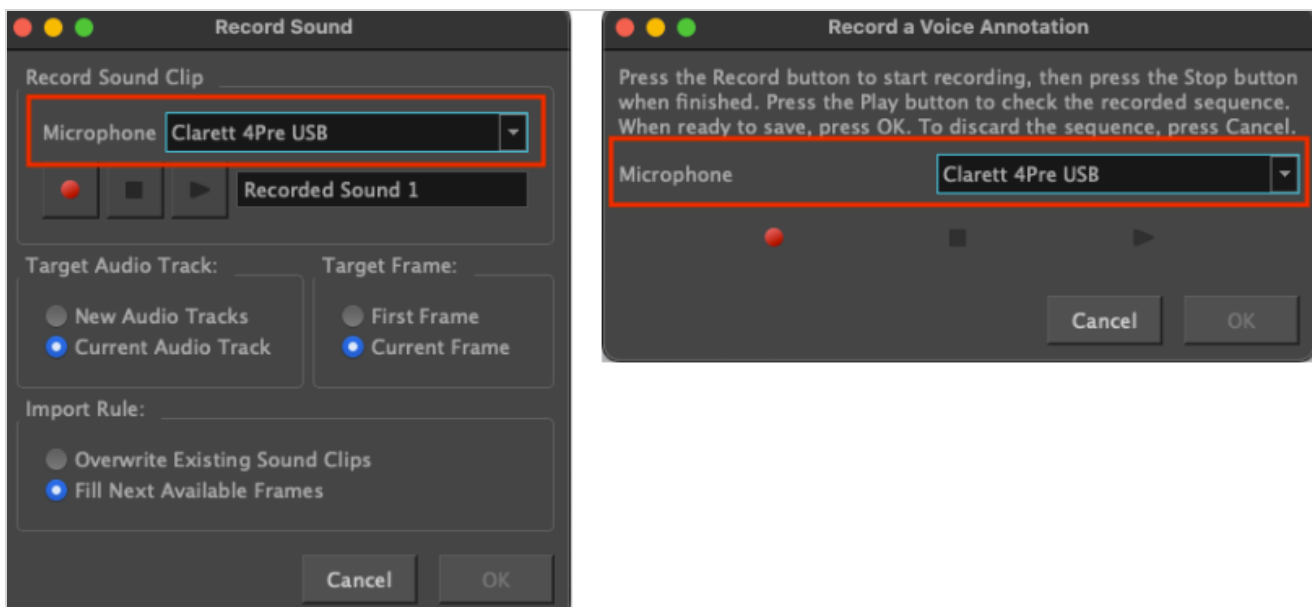 Record Sound
Record Sound Clip
Microphone Clarett 4Pre USB
Recorded Sound 1
Target Audio Track:
New Audio Tracks
Current Audio Track
Target Frame:
First Frame
Current Frame
Import Rule:
Overwrite Existing Sound Clips
Fill Next Available Frames
Cancel OK
Record a Voice Annotation
Press the Record button to start recording, then press the Stop button
when finished. Press the Play button to check the recorded sequence.
When ready to save, press OK. To discard the sequence, press Cancel.
Microphone Clarett 4Pre USB
Cancel OK